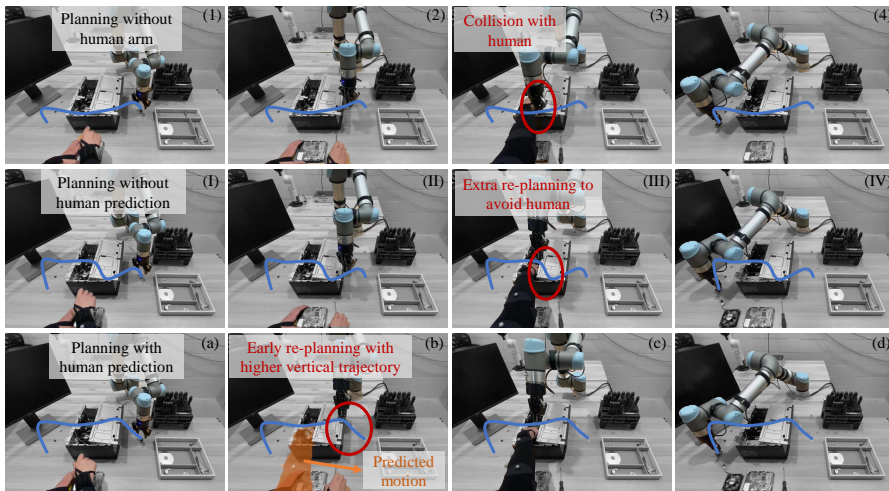 Planning without
human arm
(1)
(2)
Collision with
human
(3)
(4)
Planning without
human prediction
(I)
(II)
Extra re-planning to
avoid human
(III)
(IV)
Planning with
human prediction
(a)
Early re-planning with
higher vertical trajectory
(b)
Predicted
motion
(c)
(d)